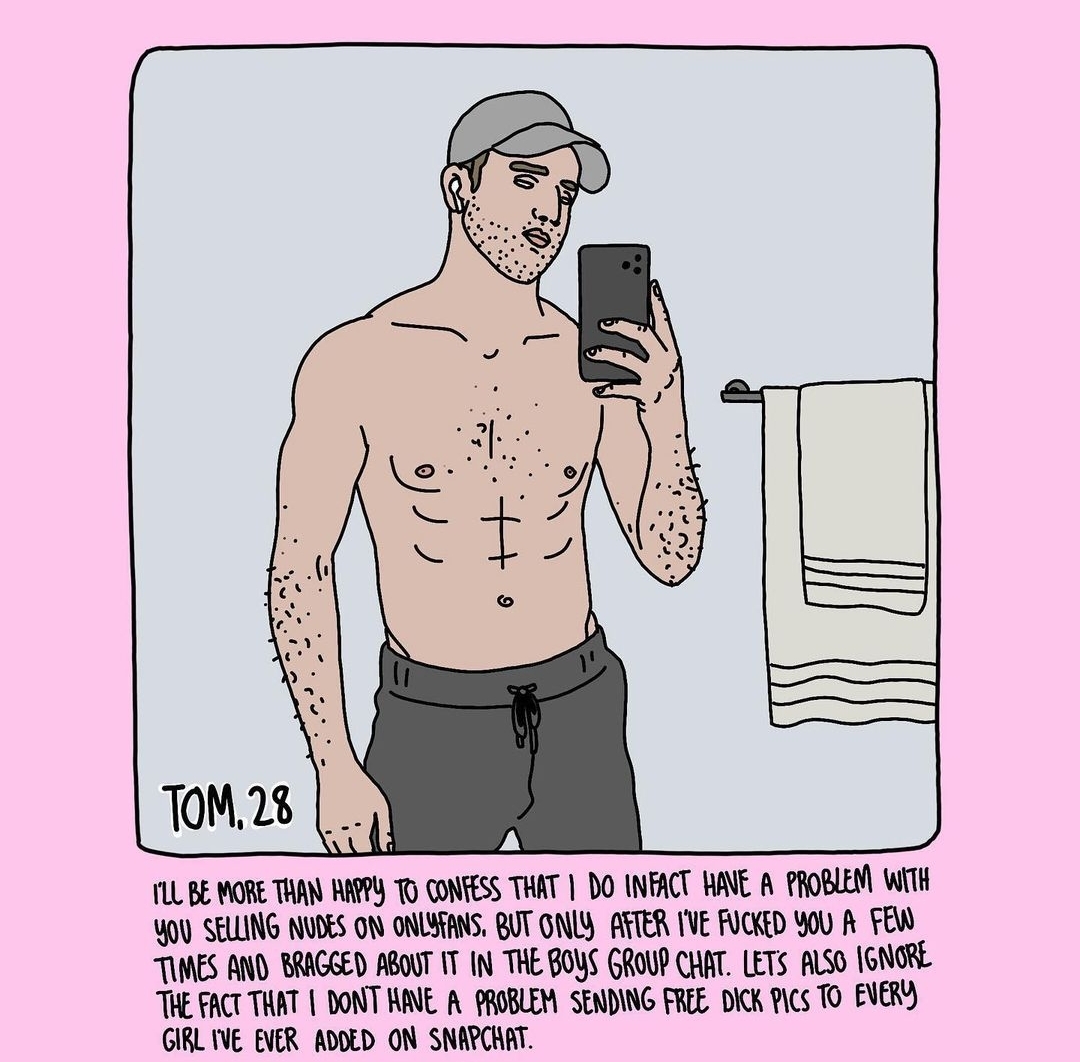 TOM, 28
I'LL BE MORE THAN HAPPY TO CONFESS THAT I DO INFACT HAVE A PROBLEM WITH
YOU SELLING NUDES ON ONLYFANS, BUT ONLY AFTER I'VE FUCKED YOU A FEW
TIMES AND BRAGGED ABOUT IT IN THE BOYS GROUP CHAT. LET'S ALSO IGNORE
THE FACT THAT I DON'T HAVE A PROBLEM SENDING FREE DICK PICS TO EVERY
GIRL I'VE EVER ADDED ON SNAPCHAT.